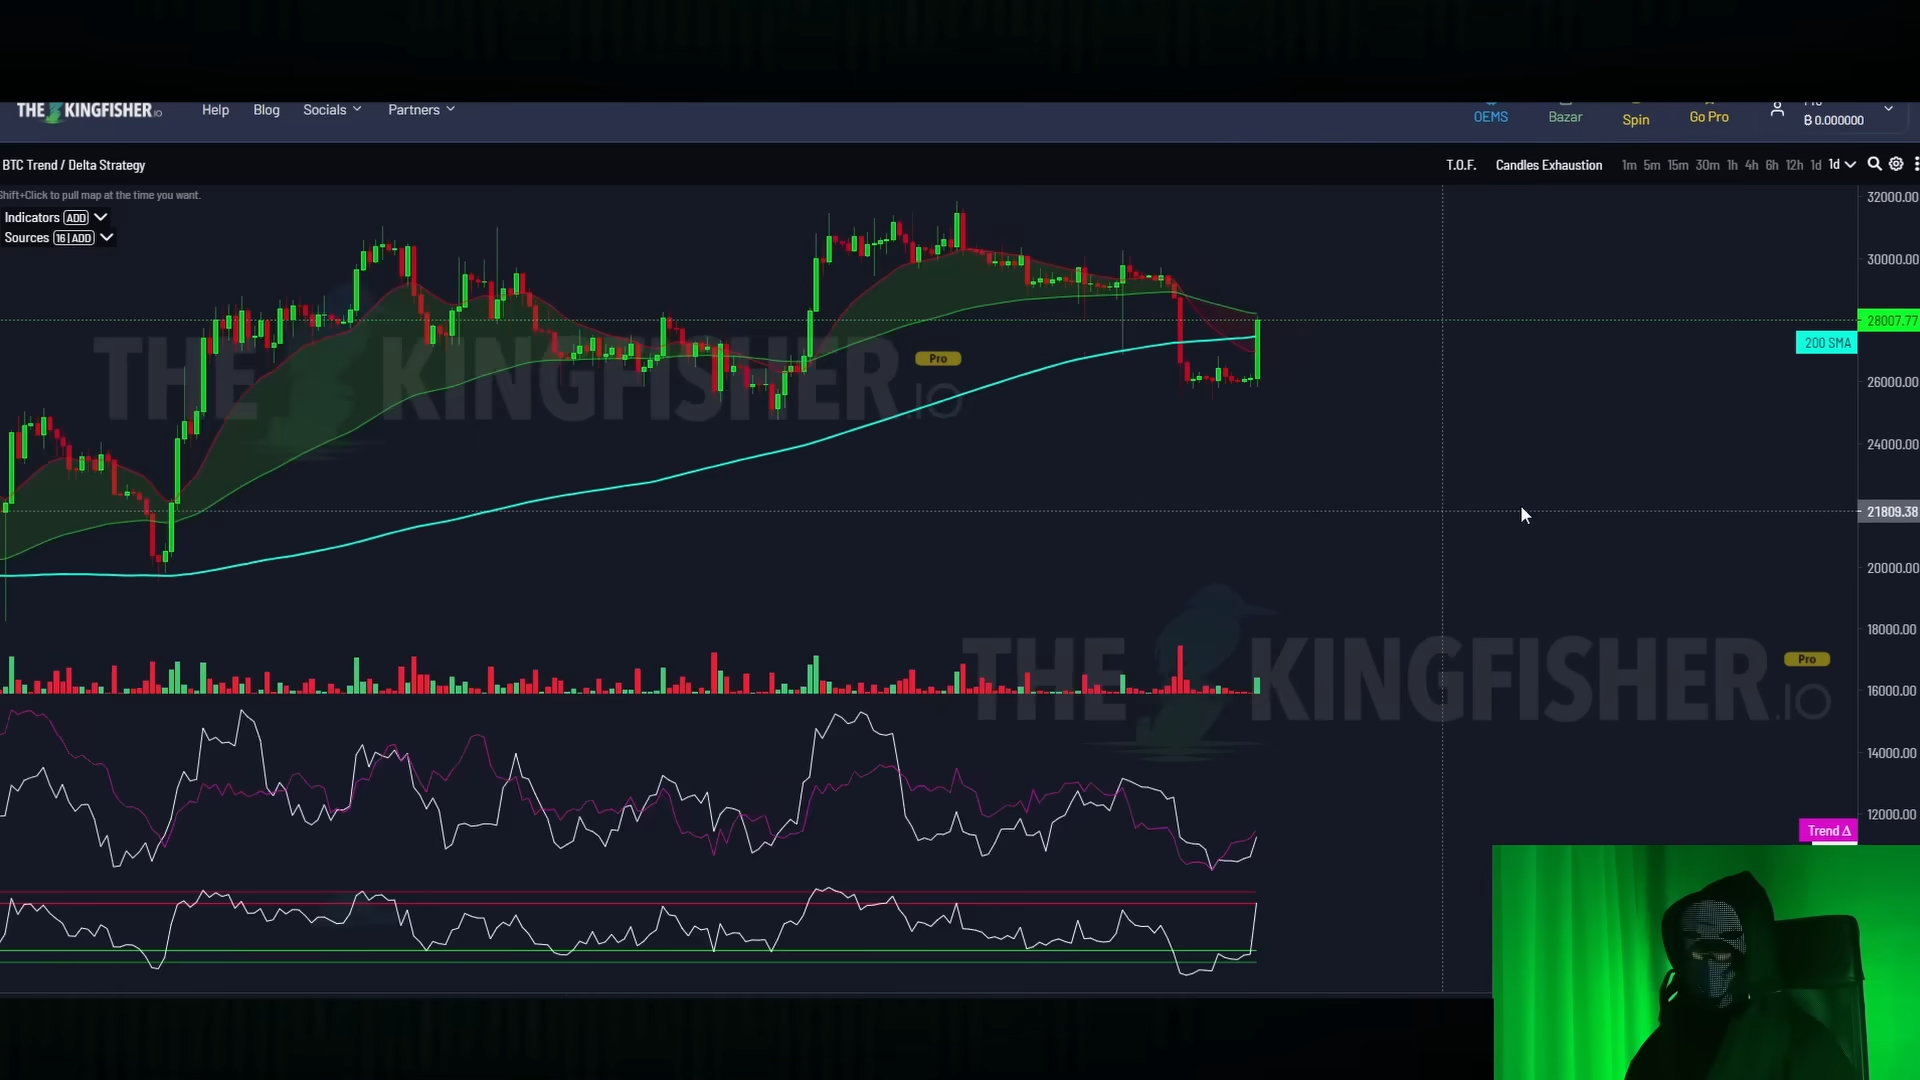 THE KINGFISHER.IO
Help Blog Socials Partners
OEMS Bazar Spin Go Pro
₿ 0.000000
BTC Trend / Delta Strategy
T.O.F. Candles Exhaustion 1m 5m 15m 30m 1h 4h 6h 12h 1d 1d
Shift+Click to pull map at the time you want.
Indicators ADD
Sources 16 | ADD
32000.00
30000.00
28007.77
200 SMA
26000.00
24000.00
21809.38
20000.00
18000.00
16000.00
14000.00
12000.00
Trend Δ
THE KINGFISHER.IO
Pro
THE KINGFISHER.IO
Pro